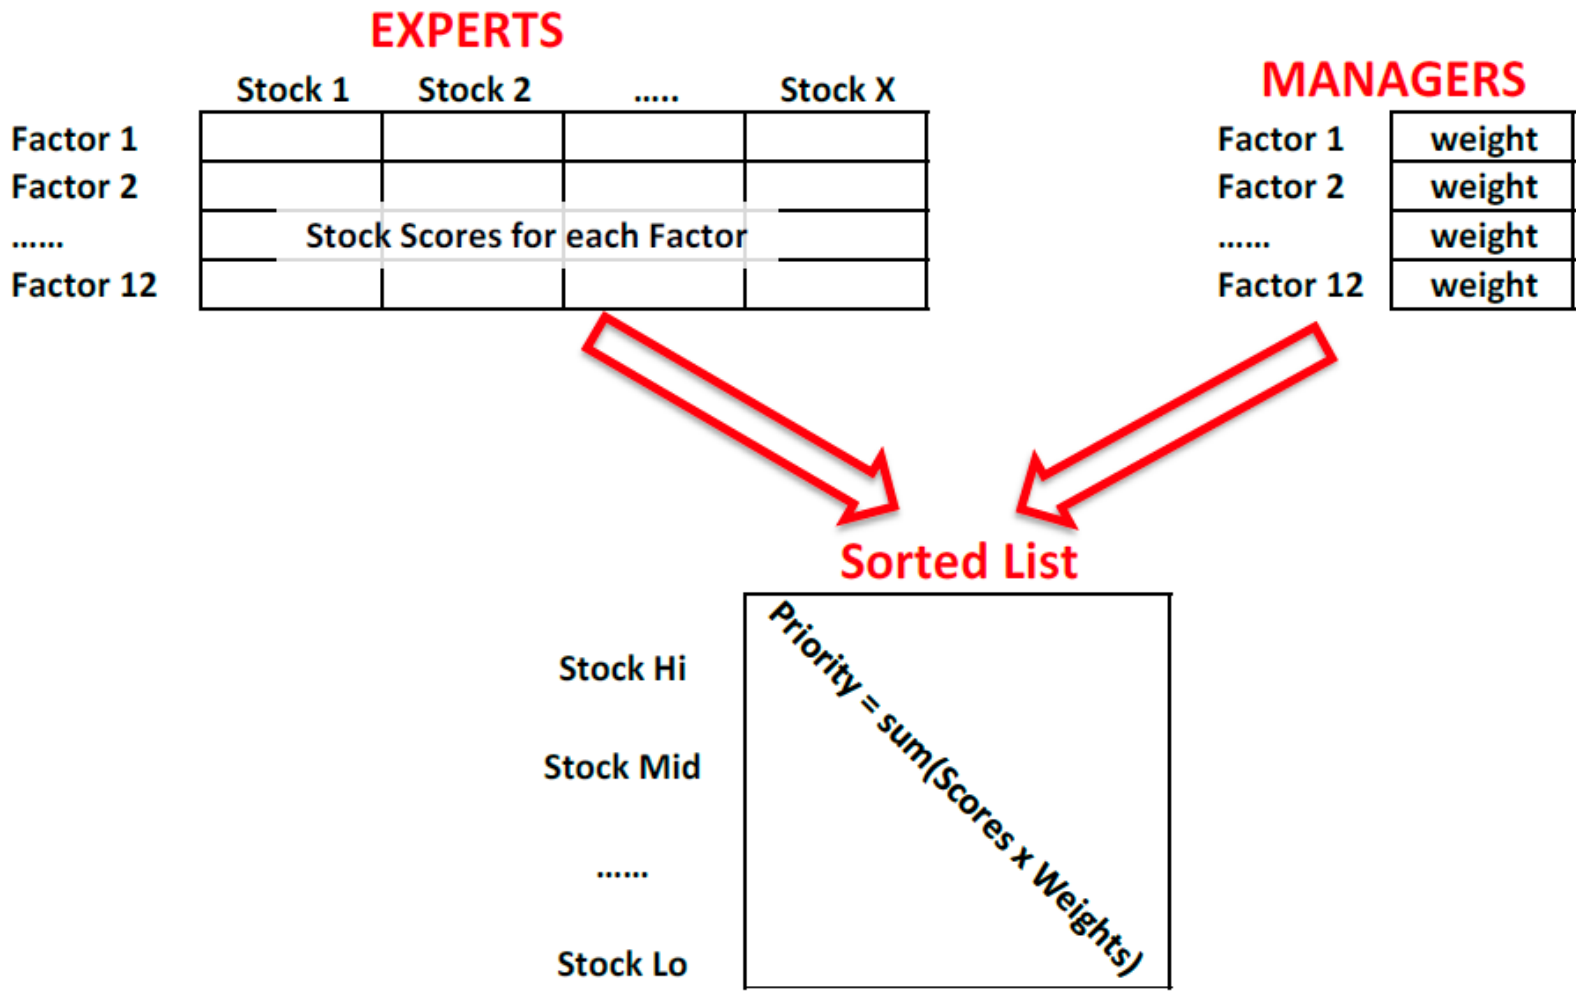 EXPERTS
Stock 1 Stock 2 ..... Stock X
Factor 1
Factor 2
...... Stock Scores for each Factor
Factor 12
MANAGERS
Factor 1 weight
Factor 2 weight
...... weight
Factor 12 weight
Sorted List
Priority = sum(Scores x Weights)
Stock Hi
Stock Mid
......
Stock Lo